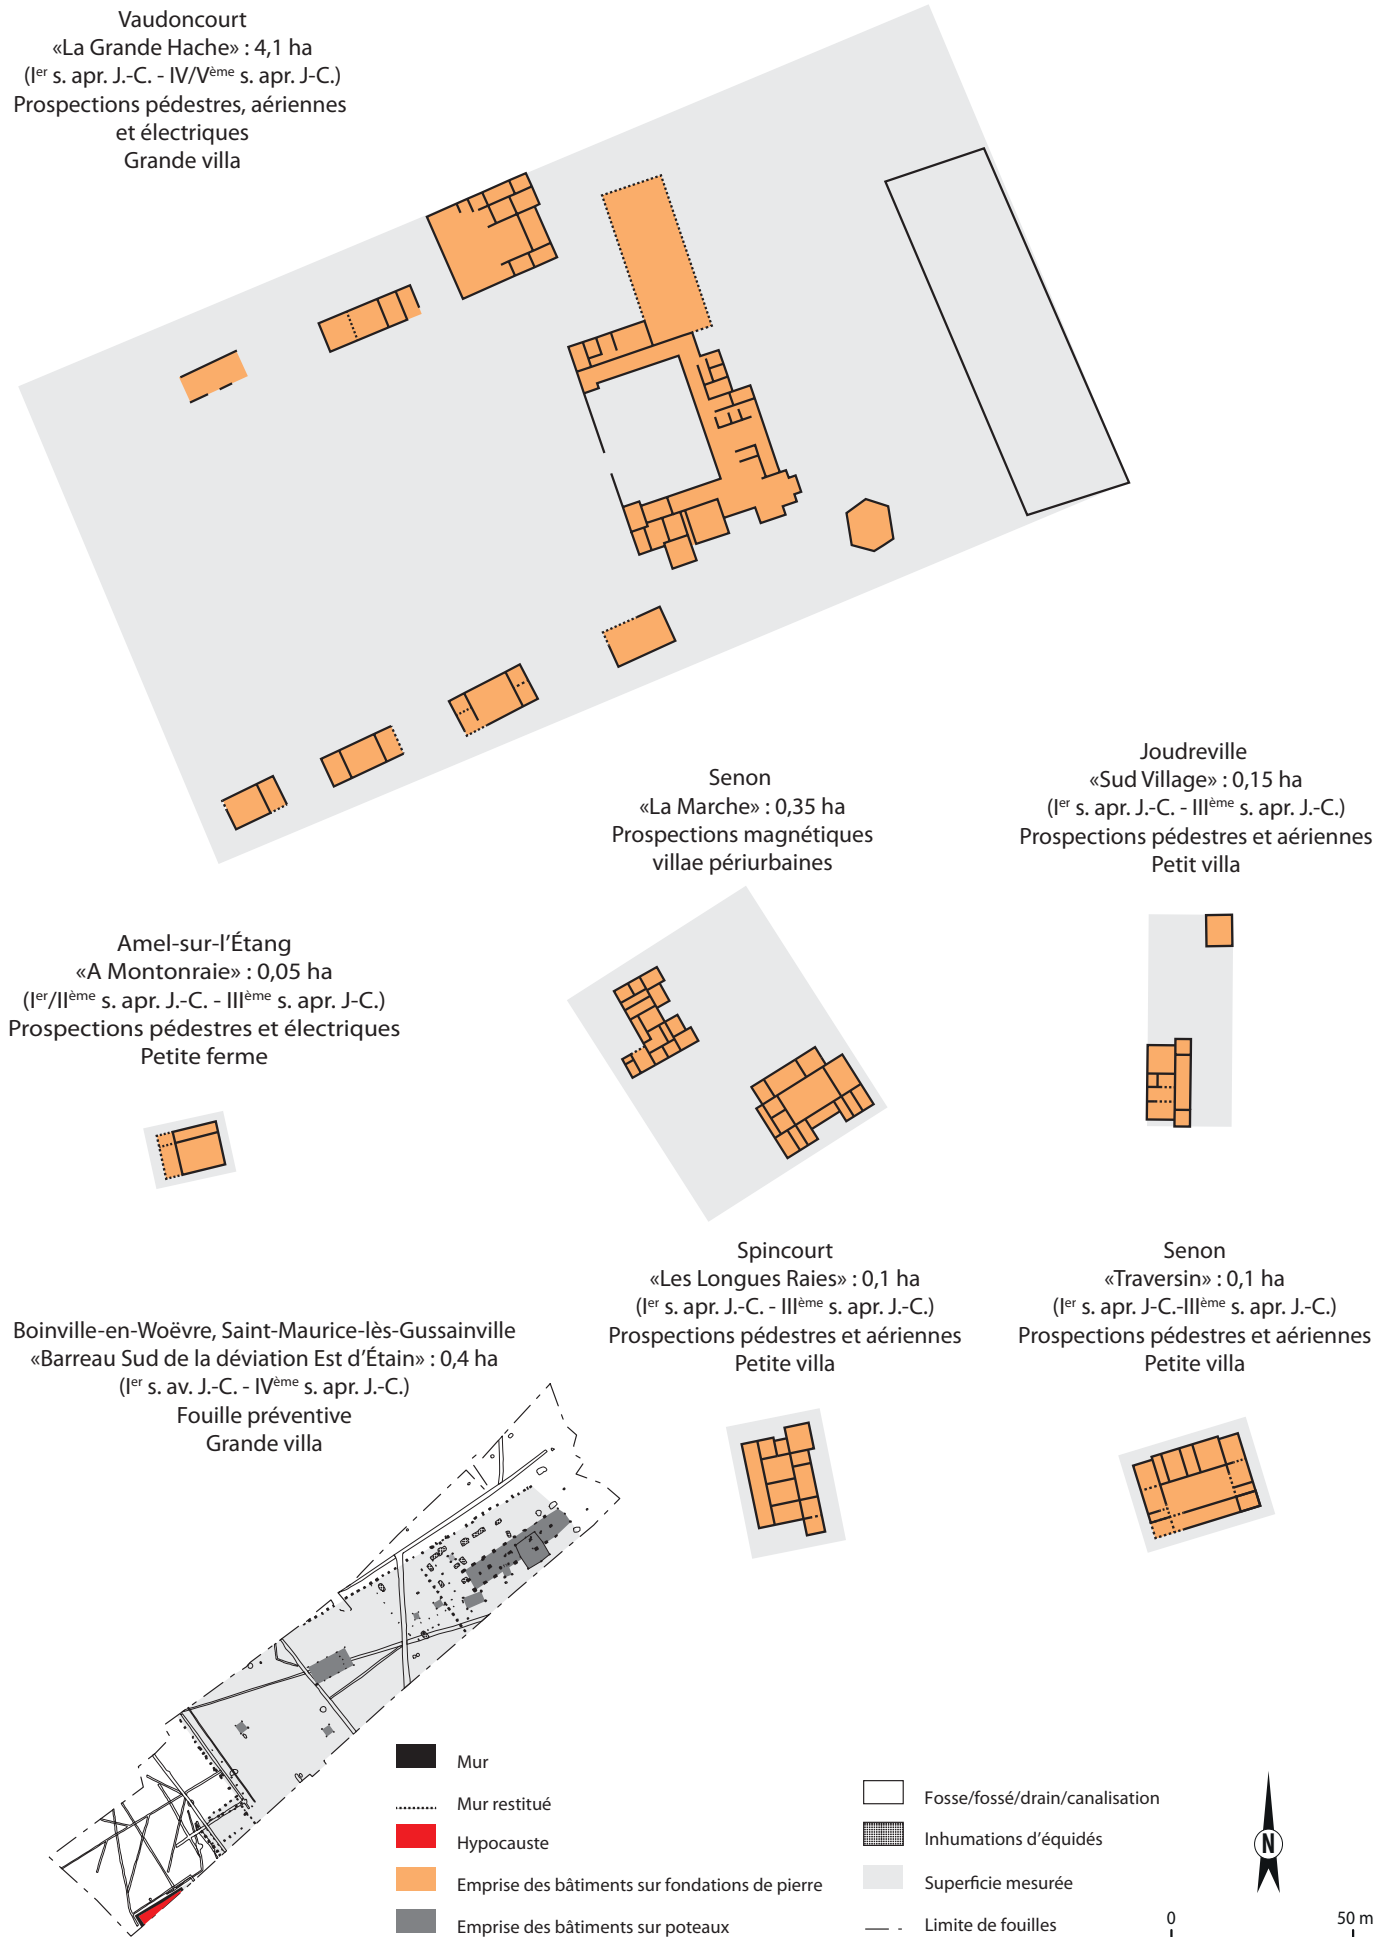 Vaudoncourt
«La Grande Hache» : 4,1 ha
(Ier s. apr. J.-C. - IV/Vème s. apr. J-C.)
Prospections pédestres, aériennes
et électriques
Grande villa
Senon
«La Marche» : 0,35 ha
Prospections magnétiques
villae périurbaines
Joudreville
«Sud Village» : 0,15 ha
(Ier s. apr. J.-C. - IIIème s. apr. J.-C.)
Prospections pédestres et aériennes
Petit villa
Amel-sur-l'Étang
«A Montonraie» : 0,05 ha
(Ier/IIème s. apr. J.-C. - IIIème s. apr. J-C.)
Prospections pédestres et électriques
Petite ferme
Spincourt
«Les Longues Raies» : 0,1 ha
(Ier s. apr. J.-C. - IIIème s. apr. J.-C.)
Prospections pédestres et aériennes
Petite villa
Senon
«Traversin» : 0,1 ha
(Ier s. apr. J-C.-IIIème s. apr. J.-C.)
Prospections pédestres et aériennes
Petite villa
Boinville-en-Woëvre, Saint-Maurice-lès-Gussainville
«Barreau Sud de la déviation Est d'Étain» : 0,4 ha
(Ier s. av. J.-C. - IVème s. apr. J.-C.)
Fouille préventive
Grande villa
Mur
Mur restitué
Hypocauste
Emprise des bâtiments sur fondations de pierre
Emprise des bâtiments sur poteaux
Fosse/fossé/drain/canalisation
Inhumations d'équidés
Superficie mesurée
Limite de fouilles
N
0 50 m